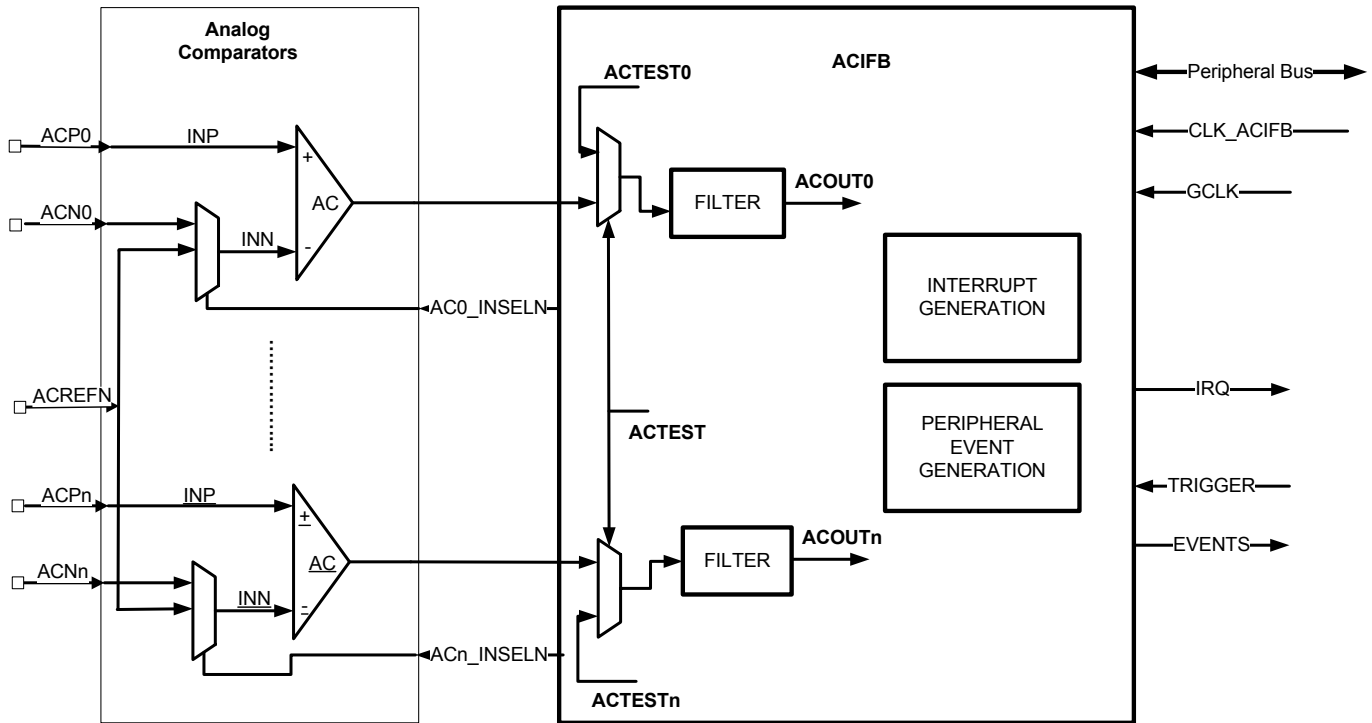 Analog
Comparators
ACIFB
ACTEST0
Peripheral Bus
CLK_ACIFB
GCLK
ACP0
INP
+
AC
-
ACN0
INN
FILTER
ACOUT0
AC0_INSELN
INTERRUPT
GENERATION
ACREFN
ACTEST
IRQ
PERIPHERAL
EVENT
GENERATION
TRIGGER
EVENTS
ACPn
INP
+
AC
-
ACNn
INN
FILTER
ACOUTn
ACn_INSELN
ACTESTn